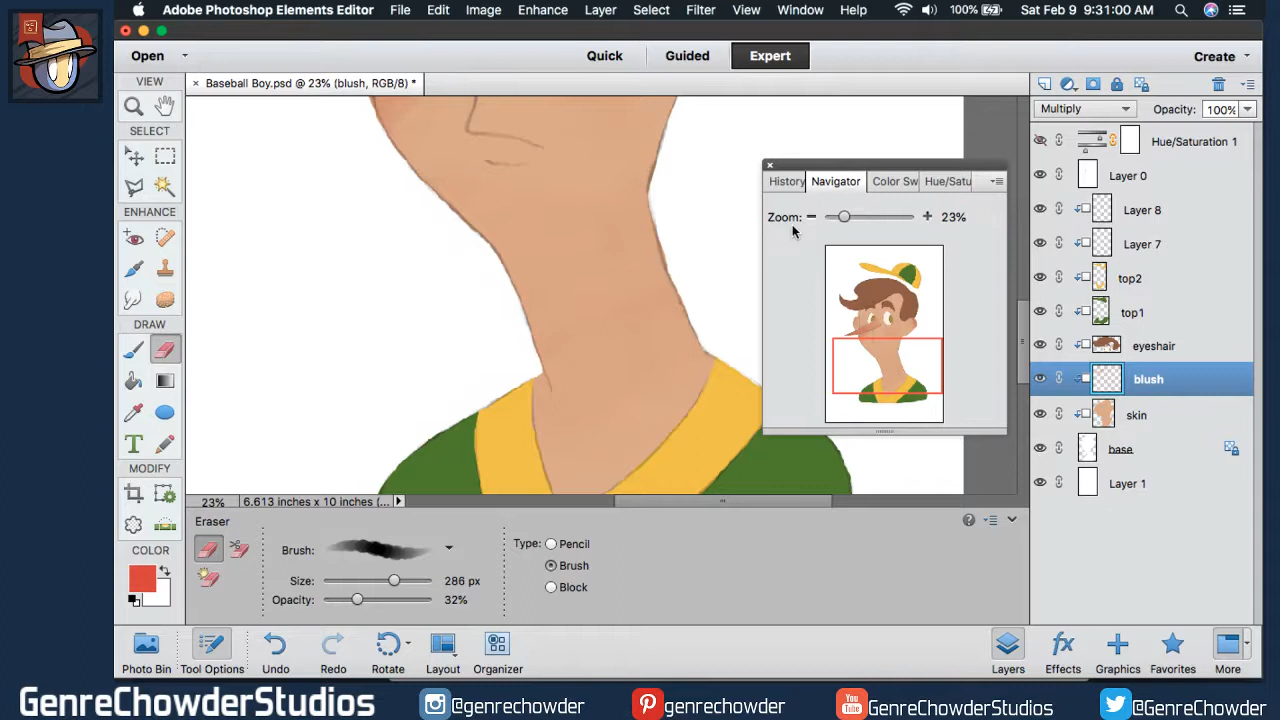 Adobe Photoshop Elements Editor File Edit Image Enhance Layer Select Filter View Window Help 100% Sat Feb 9 9:31:00 AM
Open Quick Guided Expert Create
VIEW
× Baseball Boy.psd @ 23% (blush, RGB/8) *
SELECT
ENHANCE
DRAW
T
MODIFY
COLOR
History Navigator Color Sw Hue/Satu
Zoom: 23%
Multiply Opacity: 100%
Hue/Saturation 1
Layer 0
Layer 8
Layer 7
top2
top1
eyeshair
blush
skin
base
Layer 1
23% 6.613 inches x 10 inches (...
Eraser
Brush:
Size: 286 px
Opacity: 32%
Type: Pencil
Brush
Block
Photo Bin Tool Options Undo Redo Rotate Layout Organizer fx Layers Effects Graphics Favorites More
GenreChowderStudios @genrechowder genrechowder YouTube GenreChowderStudios @GenreChowder